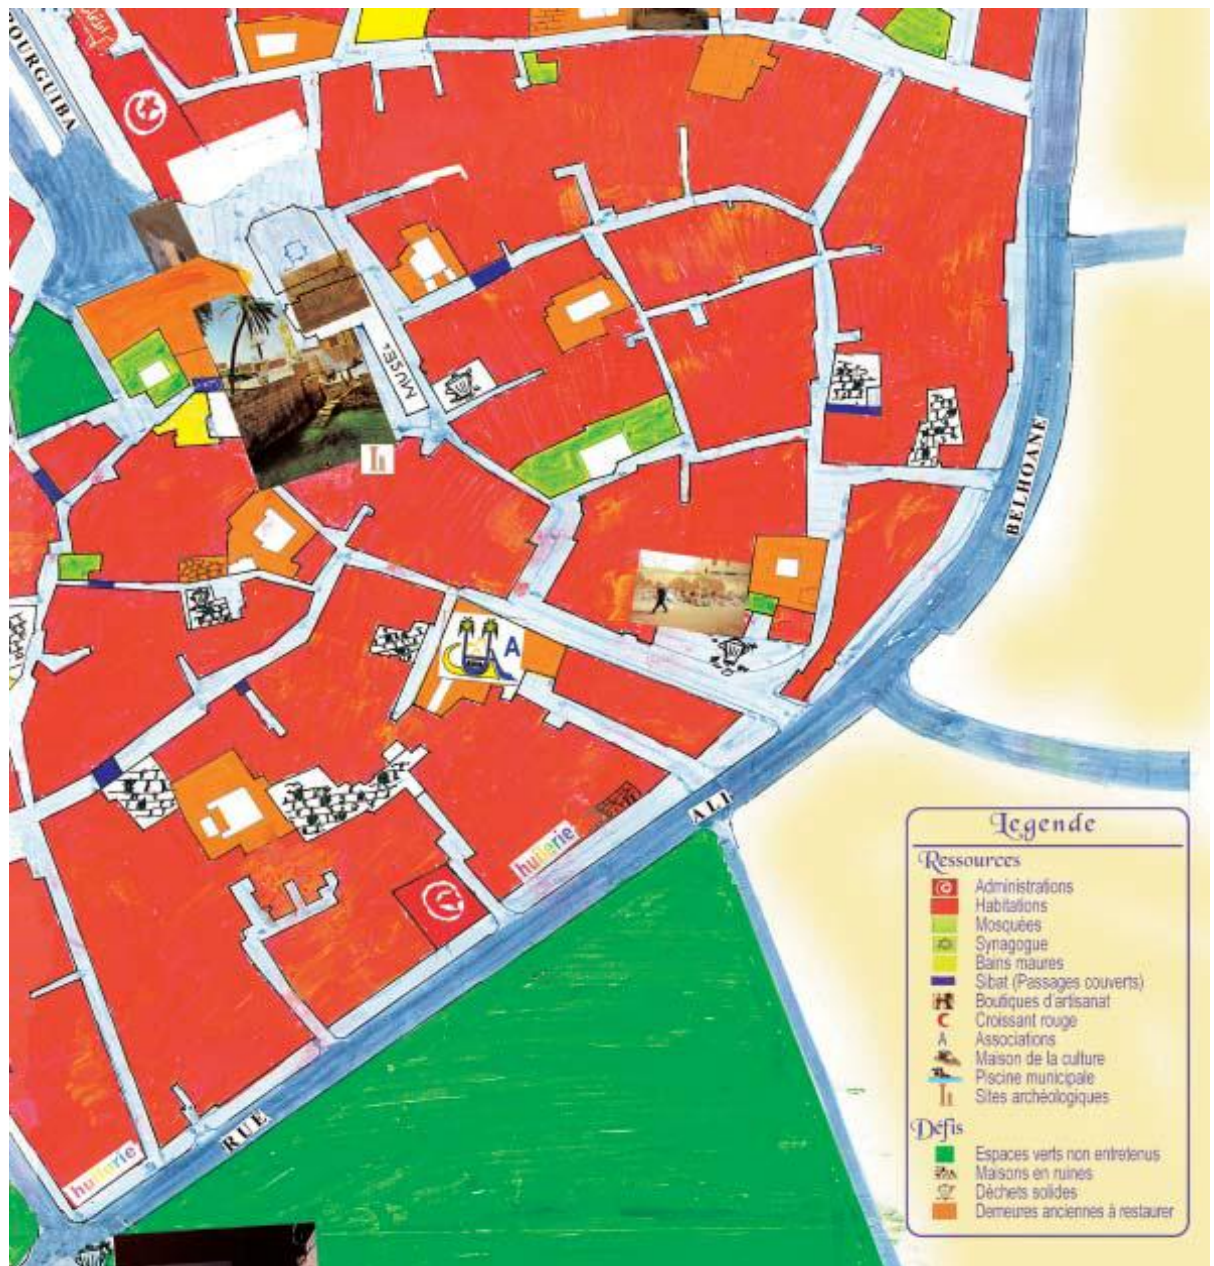 OURGUIBA
MUSEE
BELHOANE
A
ALI
huilerie
RUE
huilerie
Legende
Ressources
Administrations
Habitations
Mosquées
Synagogue
Bains maures
Sibat (Passages couverts)
Boutiques d'artisanat
Croissant rouge
A Associations
Maison de la culture
Piscine municipale
Sites archéologiques
Défis
Espaces verts non entretenus
Maisons en ruines
Déchets solides
Demeures anciennes à restaurer